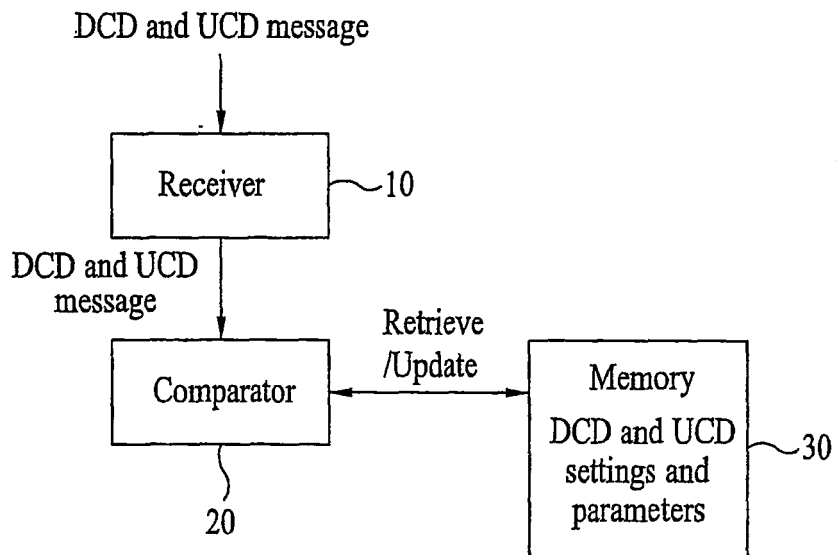 DCD and UCD message
Receiver
10
DCD and UCD
message
Retrieve
/Update
Comparator
20
Memory
DCD and UCD
settings and
parameters
30